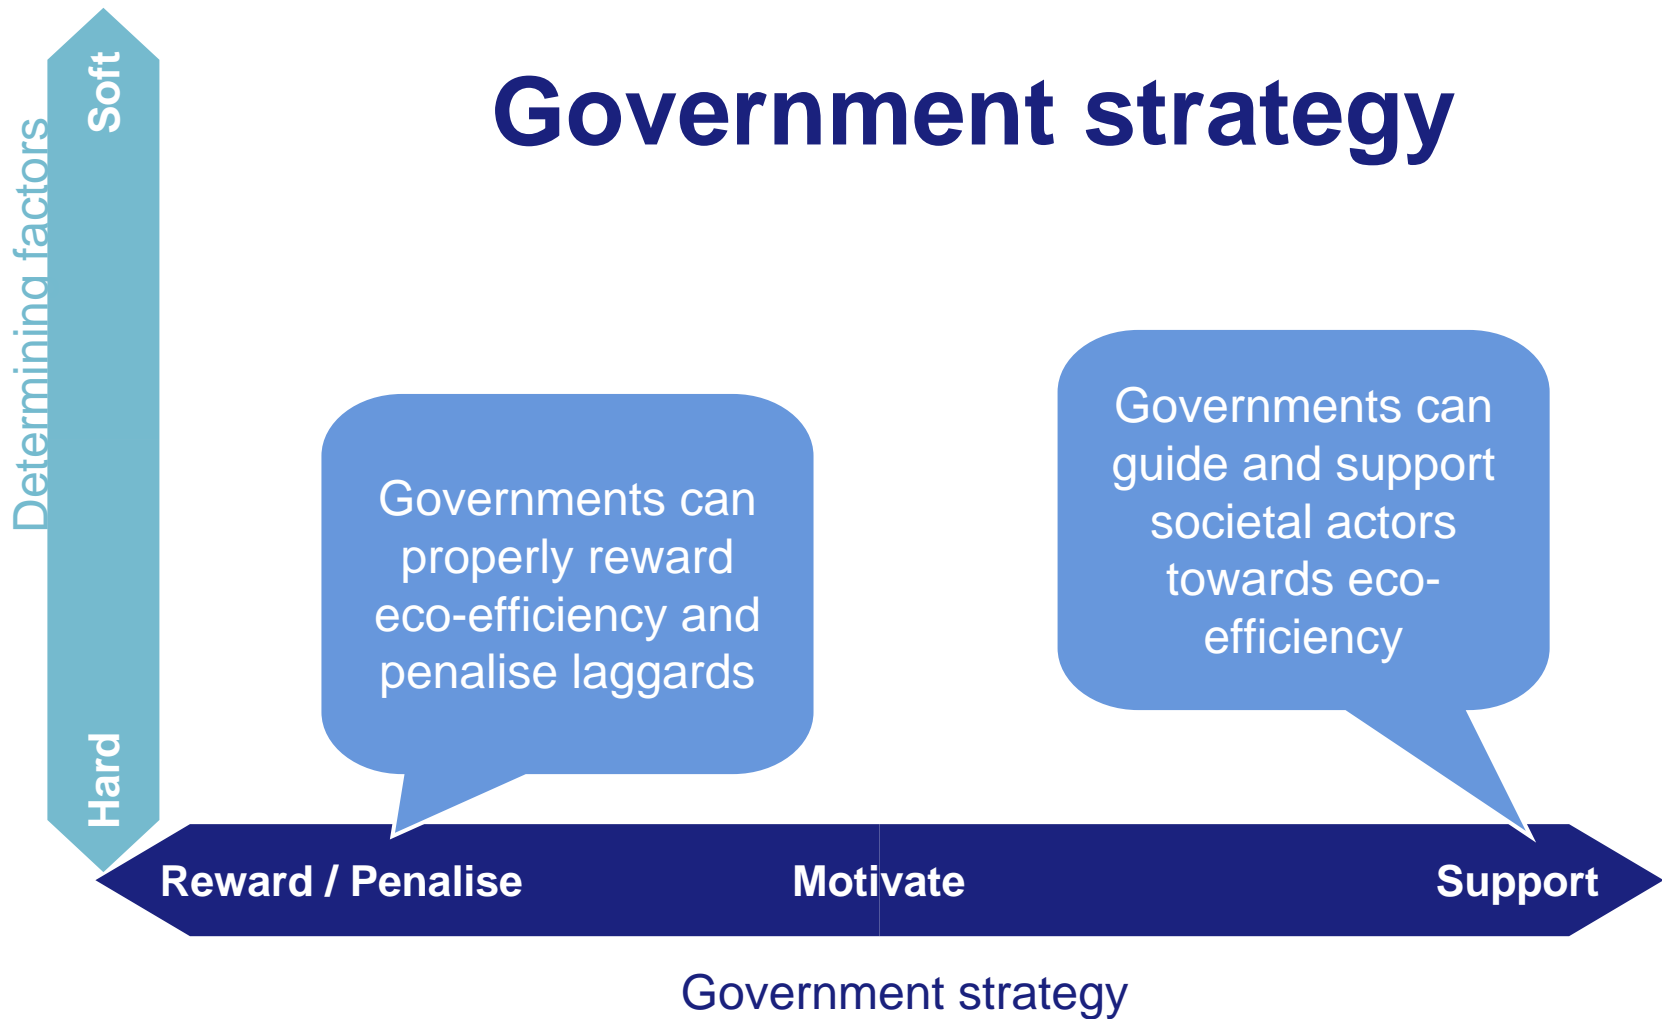 Government strategy
Soft
Determining factors
Hard
Governments can
properly reward
eco-efficiency and
penalise laggards
Governments can
guide and support
societal actors
towards eco-
efficiency
Reward / Penalise
Motivate
Support
Government strategy